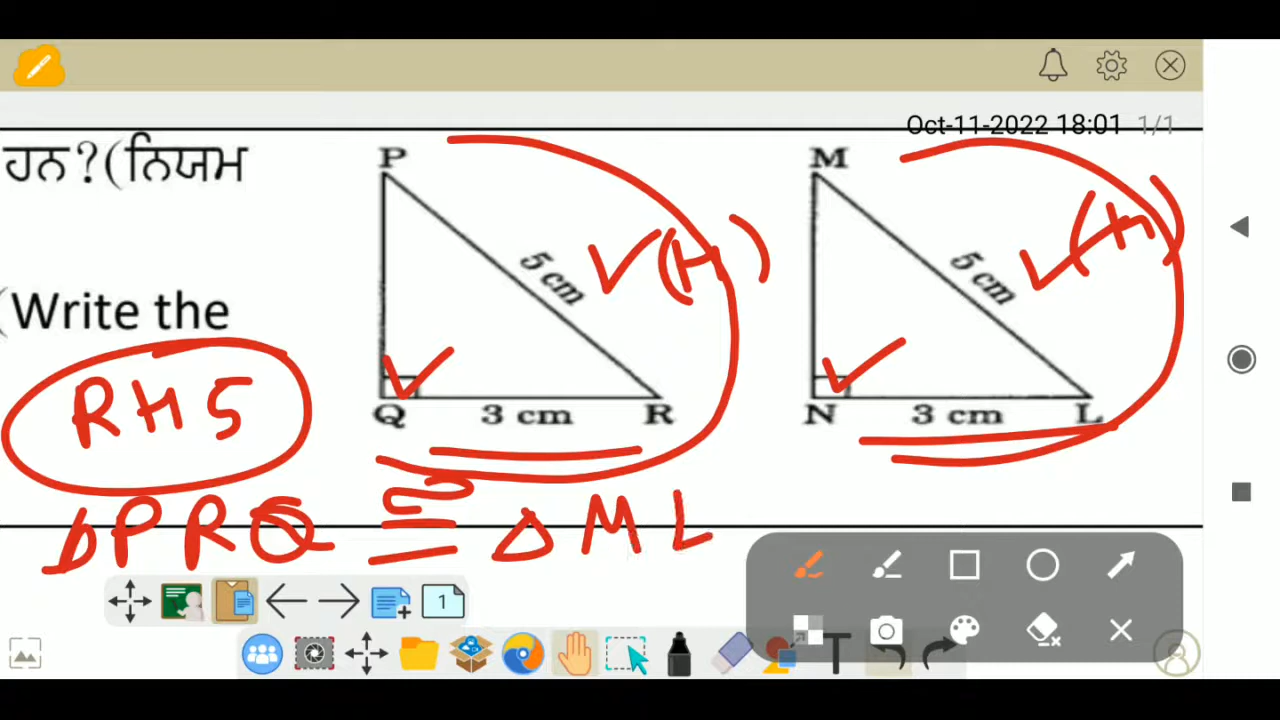 Oct-11-2022 18:01 1/1
ਹਨ?(ਨਿਯਮ
(Write the
P
5 cm
(H)
Q 3 cm R
M
5 cm
(H)
N 3 cm L
RHS
ΔPRQ ≅ ΔML
1
T